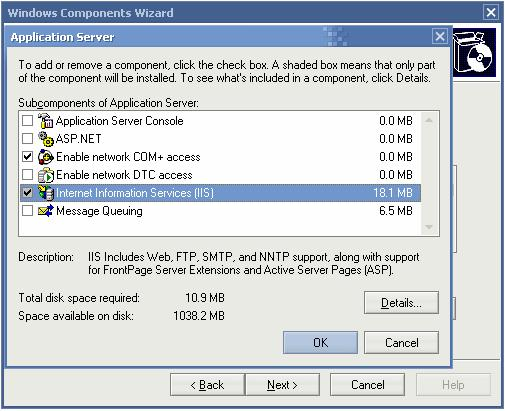 Windows Components Wizard
Application Server
To add or remove a component, click the check box. A shaded box means that only part
of the component will be installed. To see what's included in a component, click Details.
Subcomponents of Application Server:
Application Server Console 0.0 MB
ASP.NET 0.0 MB
Enable network COM+ access 0.0 MB
Enable network DTC access 0.0 MB
Internet Information Services (IIS) 18.1 MB
Message Queuing 6.5 MB
Description: IIS Includes Web, FTP, SMTP, and NNTP support, along with support
for FrontPage Server Extensions and Active Server Pages (ASP).
Total disk space required: 10.9 MB
Space available on disk: 1038.2 MB
Details...
OK Cancel
< Back Next > Cancel Help